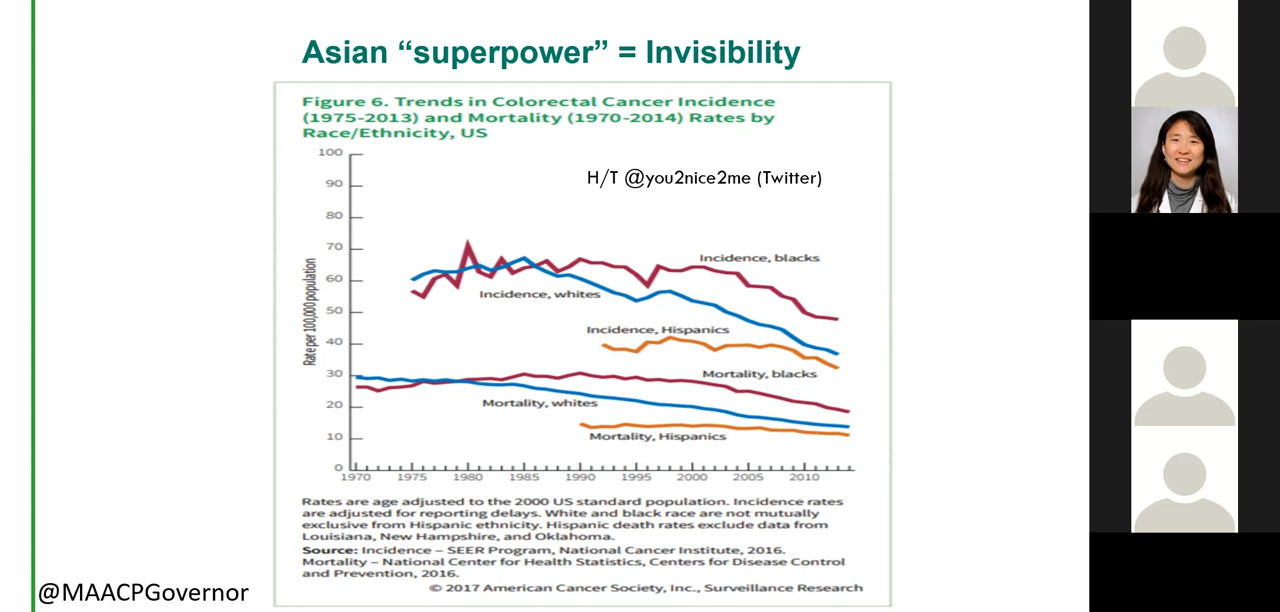 Asian “superpower” = Invisibility
Figure 6. Trends in Colorectal Cancer Incidence
(1975-2013) and Mortality (1970-2014) Rates by
Race/Ethnicity, US
H/T @you2nice2me (Twitter)
Rate per 100,000 population
100
90
80
70
60
50
40
30
20
10
0
Incidence, blacks
Incidence, whites
Incidence, Hispanics
Mortality, blacks
Mortality, whites
Mortality, Hispanics
1970 1975 1980 1985 1990 1995 2000 2005 2010
Rates are age adjusted to the 2000 US standard population. Incidence rates
are adjusted for reporting delays. White and black race are not mutually
exclusive from Hispanic ethnicity. Hispanic death rates exclude data from
Louisiana, New Hampshire, and Oklahoma.
Source: Incidence – SEER Program, National Cancer Institute, 2016.
Mortality – National Center for Health Statistics, Centers for Disease Control
and Prevention, 2016.
© 2017 American Cancer Society, Inc., Surveillance Research
@MAACPGovernor